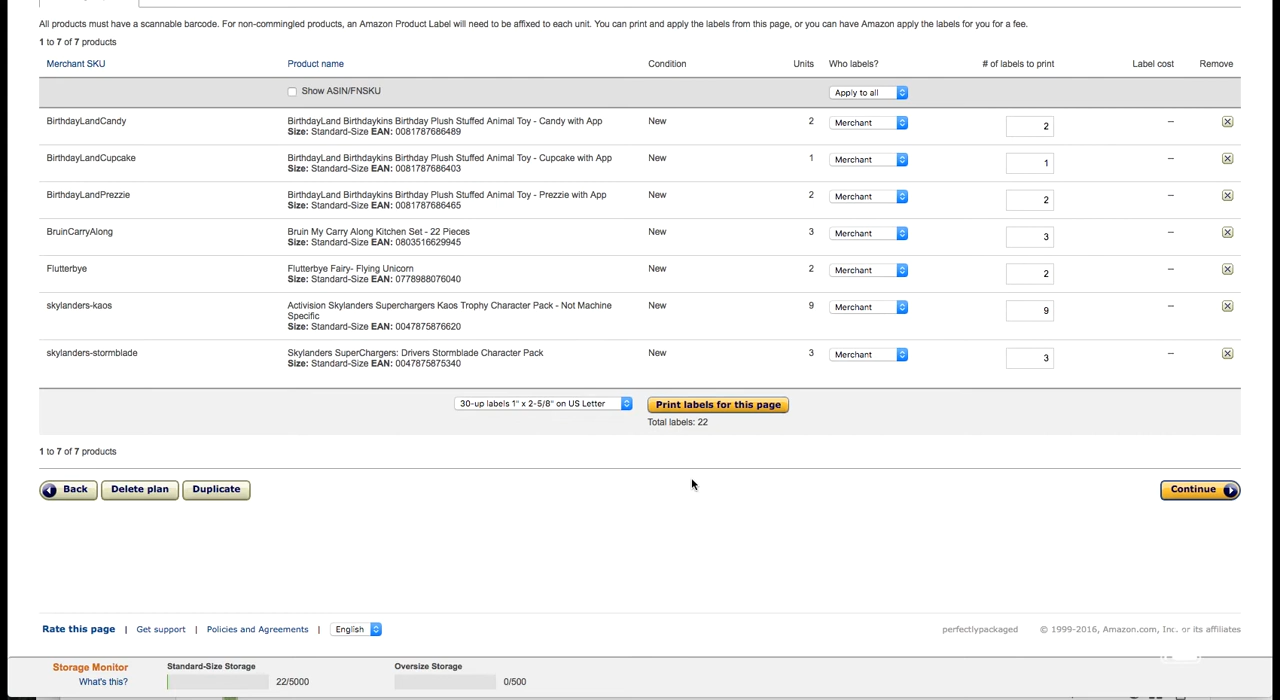 All products must have a scannable barcode. For non-commingled products, an Amazon Product Label will need to be affixed to each unit. You can print and apply the labels from this page, or you can have Amazon apply the labels for you for a fee.
1 to 7 of 7 products
Merchant SKU Product name Condition Units Who labels? # of labels to print Label cost Remove
Show ASIN/FNSKU Apply to all
BirthdayLandCandy BirthdayLand Birthdaykins Birthday Plush Stuffed Animal Toy - Candy with App New 2 Merchant 2 --
Size: Standard-Size EAN: 0081787686489
BirthdayLandCupcake BirthdayLand Birthdaykins Birthday Plush Stuffed Animal Toy - Cupcake with App New 1 Merchant 1 --
Size: Standard-Size EAN: 0081787686403
BirthdayLandPrezzie BirthdayLand Birthdaykins Birthday Plush Stuffed Animal Toy - Prezzie with App New 2 Merchant 2 --
Size: Standard-Size EAN: 0081787686465
BruinCarryAlong Bruin My Carry Along Kitchen Set - 22 Pieces New 3 Merchant 3 --
Size: Standard-Size EAN: 0803516629945
Flutterbye Flutterbye Fairy- Flying Unicorn New 2 Merchant 2 --
Size: Standard-Size EAN: 0778988076040
skylanders-kaos Activision Skylanders Superchargers Kaos Trophy Character Pack - Not Machine New 9 Merchant 9 --
Specific
Size: Standard-Size EAN: 0047875876620
skylanders-stormblade Skylanders SuperChargers: Drivers Stormblade Character Pack New 3 Merchant 3 --
Size: Standard-Size EAN: 0047875875340
30-up labels 1" x 2-5/8" on US Letter Print labels for this page
Total labels: 22
1 to 7 of 7 products
Back Delete plan Duplicate Continue
Rate this page | Get support | Policies and Agreements | English perfectlypackaged © 1999-2016, Amazon.com, Inc. or its affiliates
Storage Monitor Standard-Size Storage Oversize Storage
What's this? 22/5000 0/500